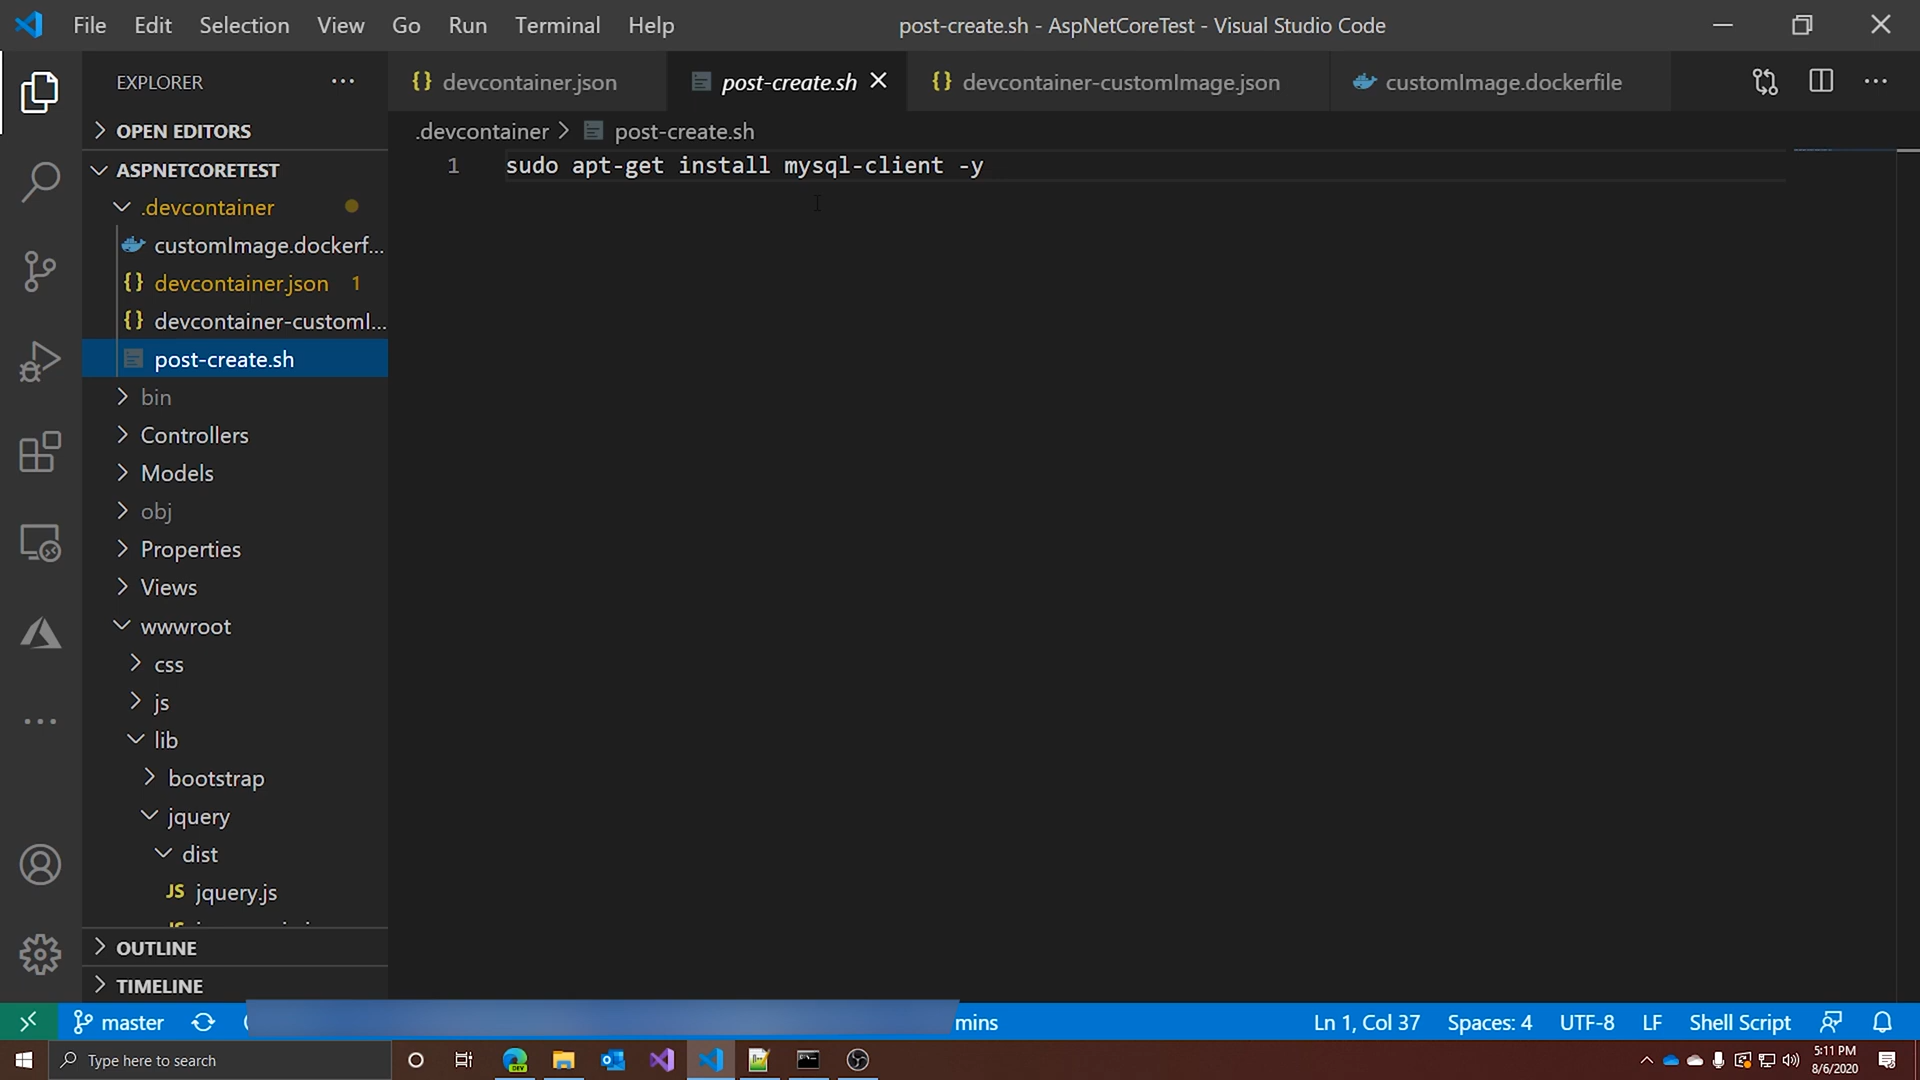 File Edit Selection View Go Run Terminal Help
post-create.sh - AspNetCoreTest - Visual Studio Code
EXPLORER
devcontainer.json
post-create.sh
devcontainer-customImage.json
customImage.dockerfile
OPEN EDITORS
.devcontainer > post-create.sh
1 sudo apt-get install mysql-client -y
ASPNETCORETEST
.devcontainer
customImage.dockerf...
devcontainer.json 1
devcontainer-customI...
post-create.sh
bin
Controllers
Models
obj
Properties
Views
wwwroot
css
js
lib
bootstrap
jquery
dist
JS jquery.js
OUTLINE
TIMELINE
master
mins
Ln 1, Col 37 Spaces: 4 UTF-8 LF Shell Script
Type here to search
DEV
5:11 PM
8/6/2020